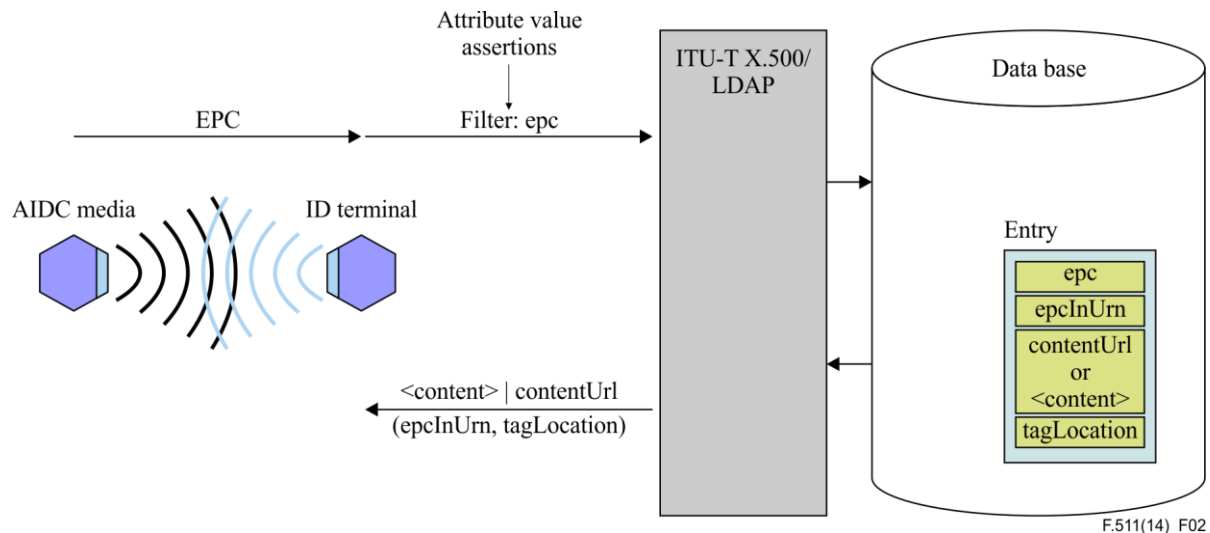 Attribute value
assertions
EPC
Filter: epc
AIDC media
ID terminal
<content> | contentUrl
(epcInUrn, tagLocation)
ITU-T X.500/
LDAP
Data base
Entry
epc
epcInUrn
contentUrl
or
<content>
tagLocation
F.511(14)_F02